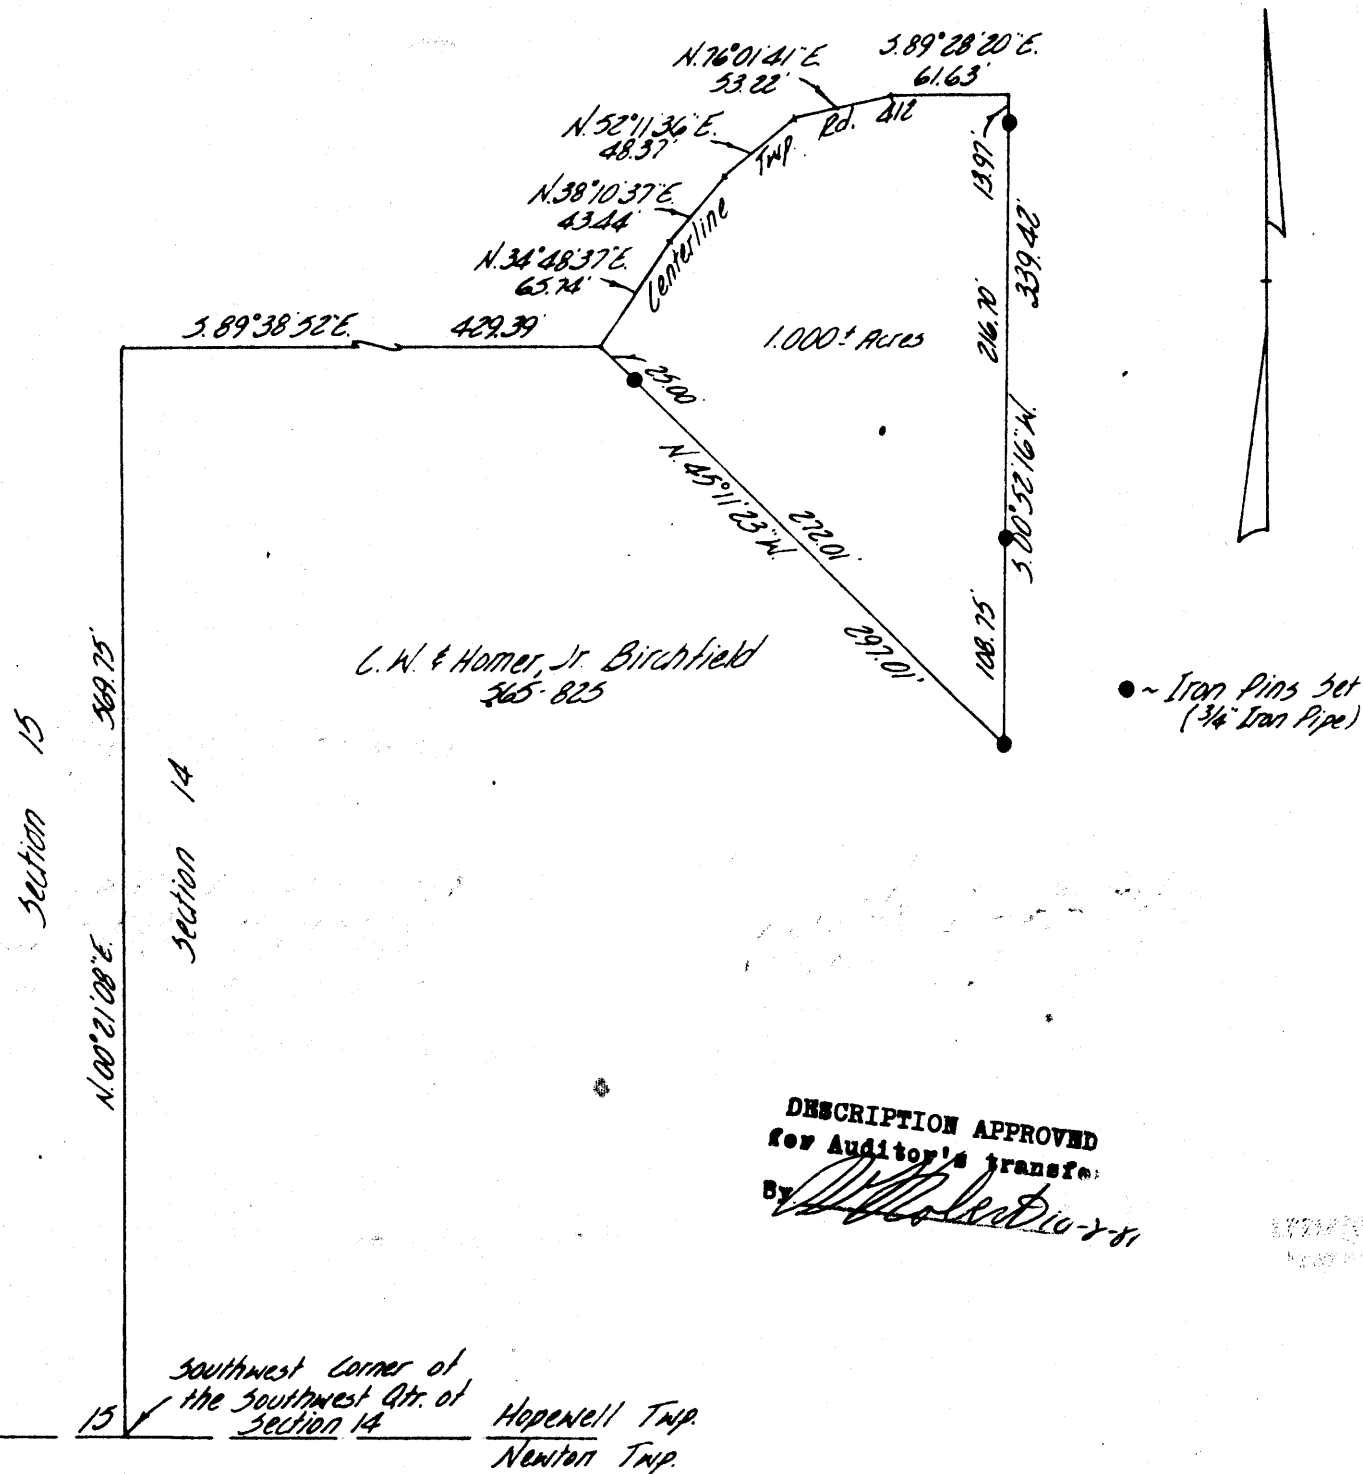 N.76°01'41"E.
53.22'
S.89°28'20"E.
61.63'
N.52°11'36"E.
48.37'
Twp. Rd. 412
N.38°10'37"E.
43.44'
Centerline
N.34°48'37"E.
65.74'
13.97'
339.42'
S.89°38'52"E. 429.39'
1.000± Acres
216.70'
25.00'
N.45°11'23"W.
S.00°52'16"W.
222.01'
262.01'
108.75'
C.W. & Homer, Jr. Birchfield
565-825
● ~ Iron Pins Set
(3/4" Iron Pipe)
569.75'
Section 15
Section 14
N.00°21'08"E.
DESCRIPTION APPROVED
for Auditor's transfer
By 10-2-81
Southwest Corner of
the Southwest Qtr. of
Section 14
15
Hopewell Twp.
Newton Twp.